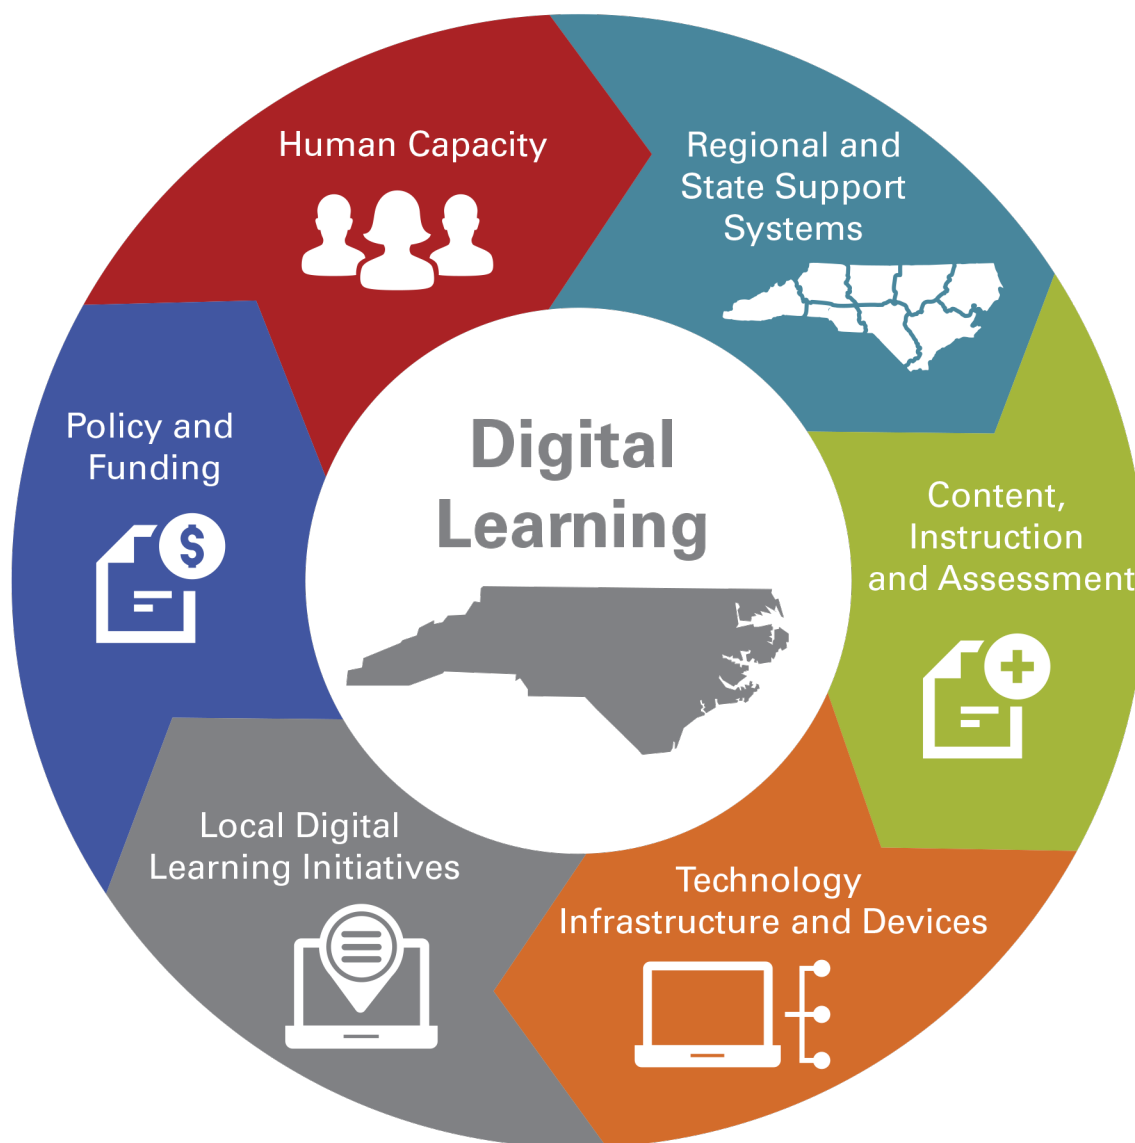 Human Capacity
Regional and
State Support
Systems
Content,
Instruction
and Assessment
Technology
Infrastructure and Devices
Local Digital
Learning Initiatives
Policy and
Funding
$
Digital
Learning